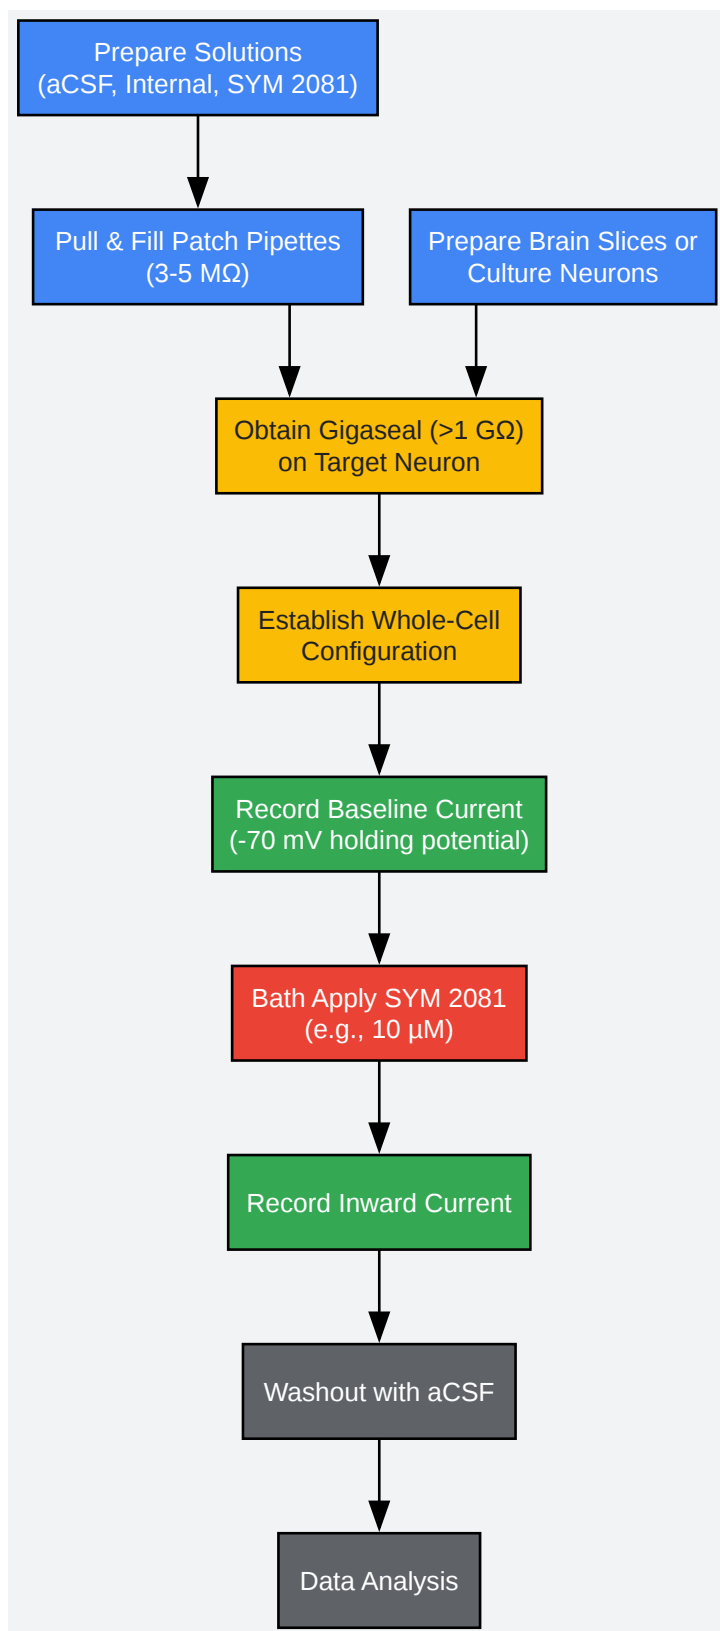 Prepare Solutions
(aCSF, Internal, SYM 2081)
Pull & Fill Patch Pipettes
(3-5 MΩ)
Prepare Brain Slices or
Culture Neurons
Obtain Gigaseal (>1 GΩ)
on Target Neuron
Establish Whole-Cell
Configuration
Record Baseline Current
(-70 mV holding potential)
Bath Apply SYM 2081
(e.g., 10 µM)
Record Inward Current
Washout with aCSF
Data Analysis